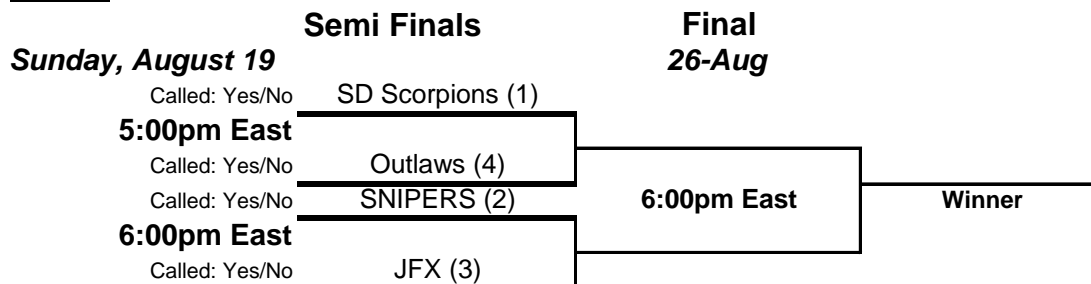 Semi Finals Final
Sunday, August 19 26-Aug
Called: Yes/No SD Scorpions (1)
5:00pm East
Called: Yes/No Outlaws (4)
Called: Yes/No SNIPERS (2) 6:00pm East Winner
6:00pm East
Called: Yes/No JFX (3)